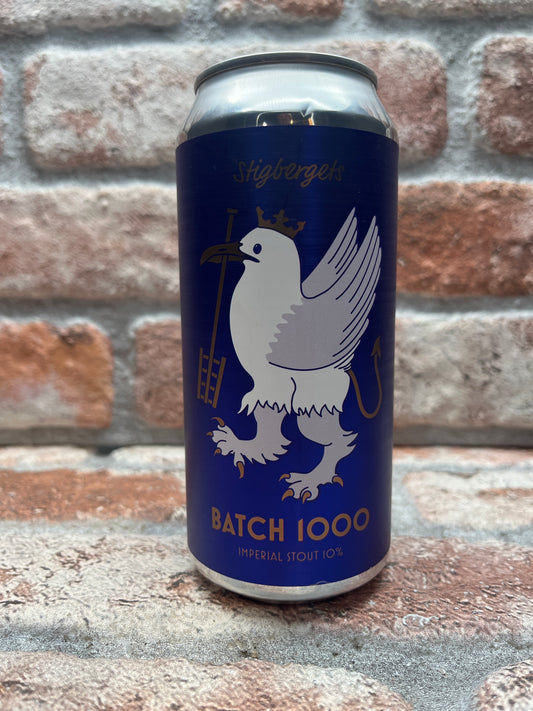 Stigbergets
BATCH 1000
IMPERIAL STOUT 10%